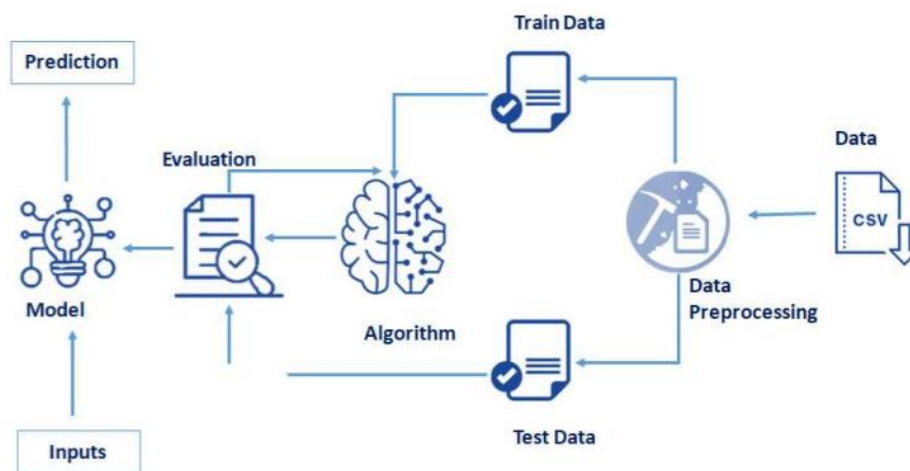 Train Data
Prediction
Data
Evaluation
CSV
Model
Algorithm
Data
Preprocessing
Test Data
Inputs